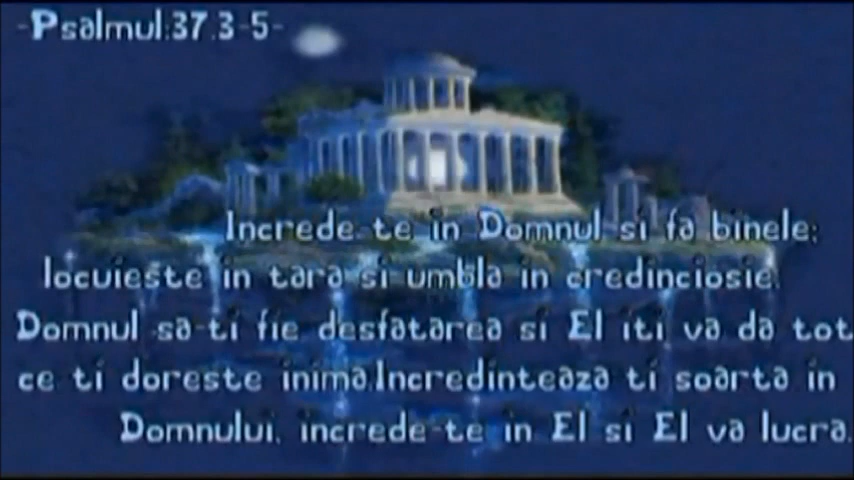 -Psalmul:37.3-5-
Increde-te in Domnul si fa binele;
locuieste in tara si umbla in credinciosie.
Domnul sa-ti fie desfatarea si El iti va da tot
ce ti doreste inima.Incredinteaza ti soarta in
Domnului, increde-te in El si El va lucra.